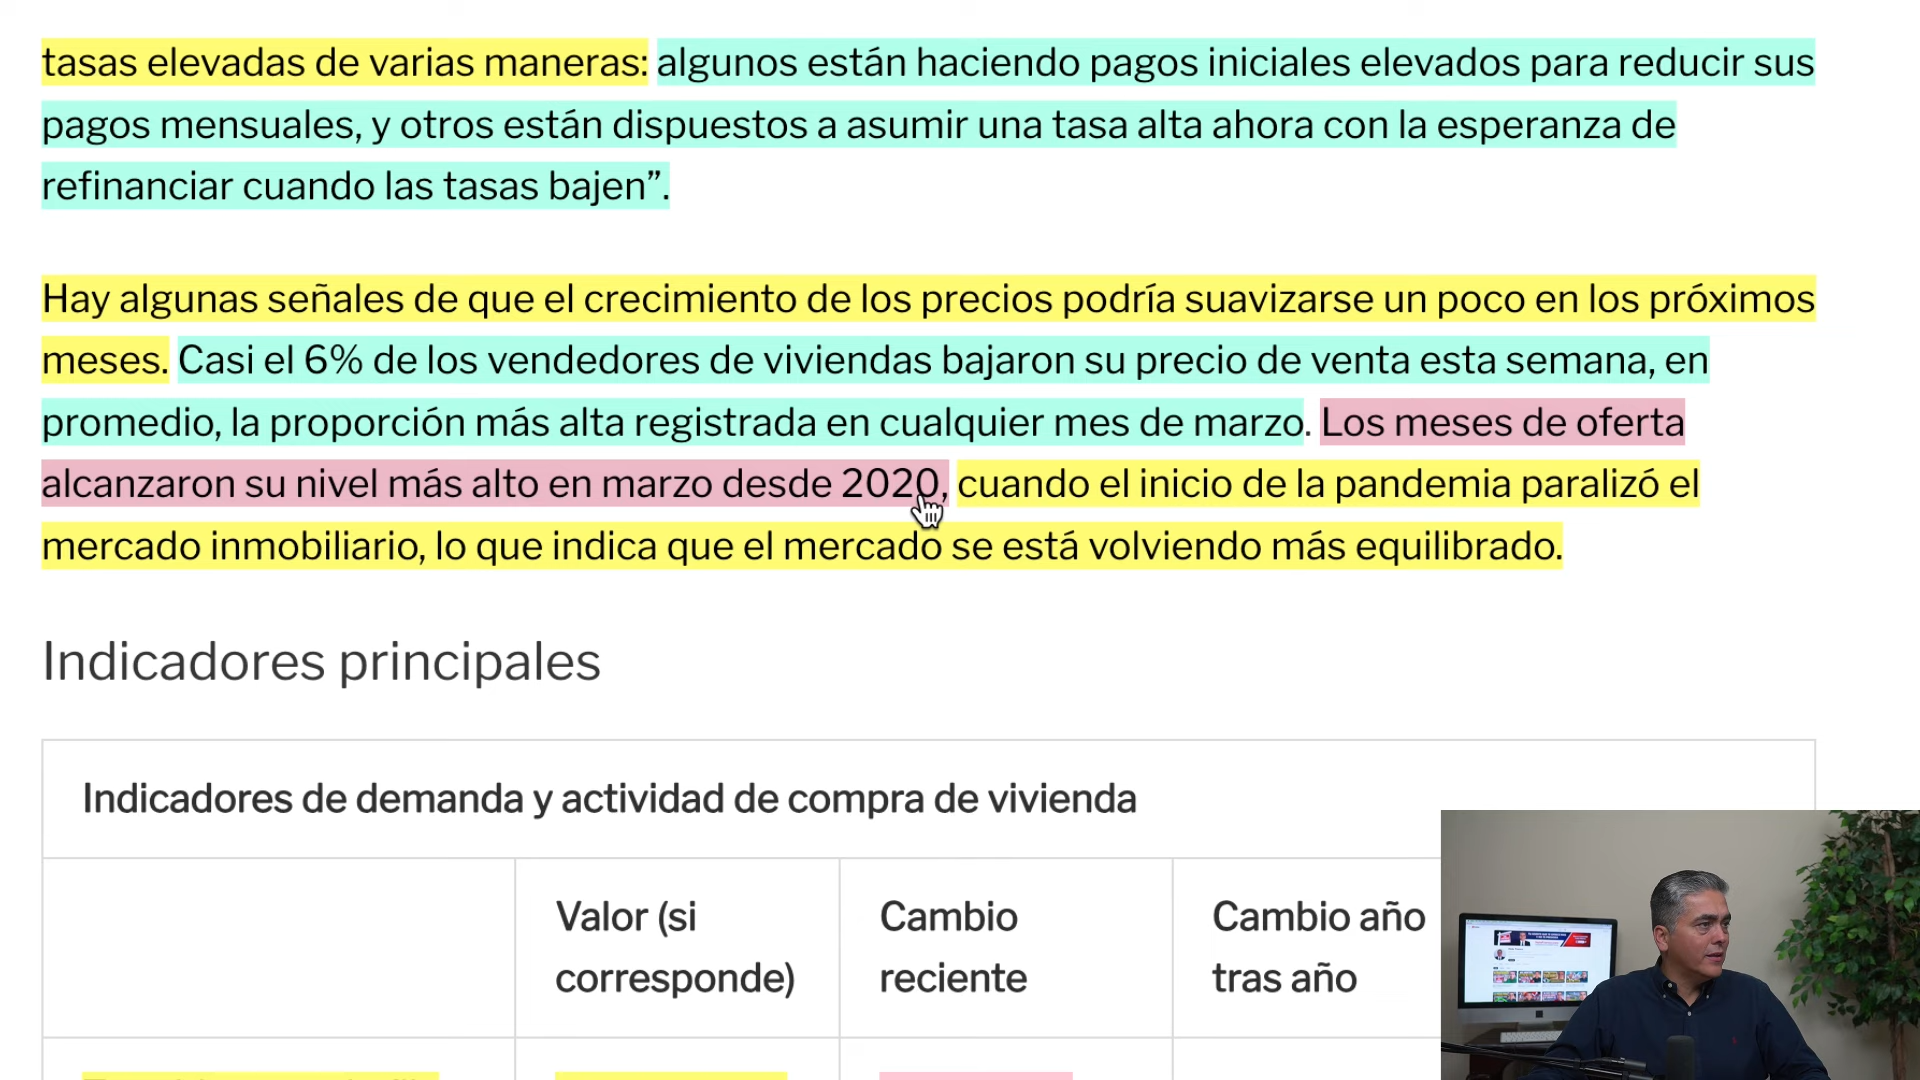 tasas elevadas de varias maneras: algunos están haciendo pagos iniciales elevados para reducir sus
pagos mensuales, y otros están dispuestos a asumir una tasa alta ahora con la esperanza de
refinanciar cuando las tasas bajen”.
Hay algunas señales de que el crecimiento de los precios podría suavizarse un poco en los próximos
meses. Casi el 6% de los vendedores de viviendas bajaron su precio de venta esta semana, en
promedio, la proporción más alta registrada en cualquier mes de marzo. Los meses de oferta
alcanzaron su nivel más alto en marzo desde 2020, cuando el inicio de la pandemia paralizó el
mercado inmobiliario, lo que indica que el mercado se está volviendo más equilibrado.
Indicadores principales
Indicadores de demanda y actividad de compra de vivienda
Valor (si
corresponde)
Cambio
reciente
Cambio año
tras año